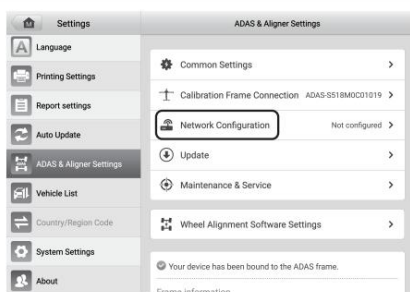 M
Settings
ADAS & Aligner Settings
A Language
Printing Settings
Report settings
Auto Update
ADAS & Aligner Settings
Vehicle List
Country/Region Code
System Settings
About
Common Settings
Calibration Frame Connection ADAS-S518M0C01019
Network Configuration Not configured
Update
Maintenance & Service
Wheel Alignment Software Settings
Your device has been bound to the ADAS frame.
Frame information